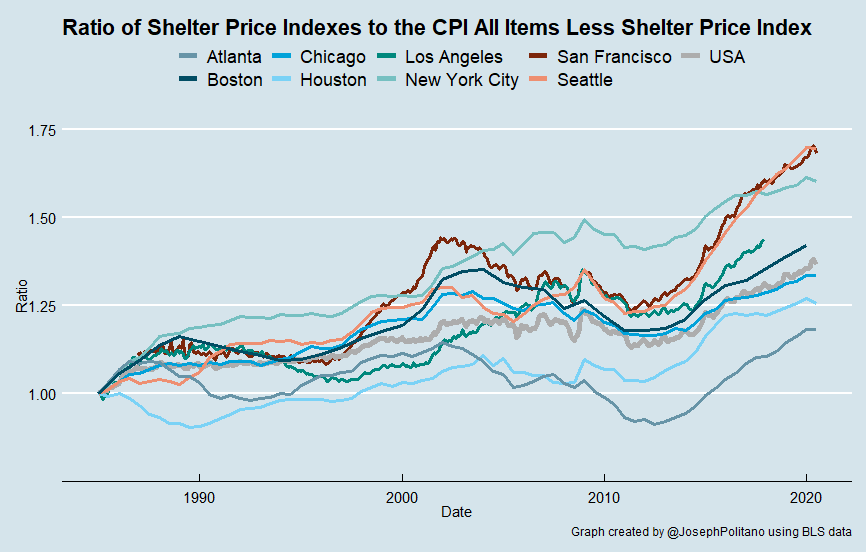 Ratio of Shelter Price Indexes to the CPI All Items Less Shelter Price Index
Atlanta Chicago Los Angeles San Francisco USA
Boston Houston New York City Seattle
1.75
1.50
1.25
1.00
Ratio
1990 2000 2010 2020
Date
Graph created by @JosephPolitano using BLS data